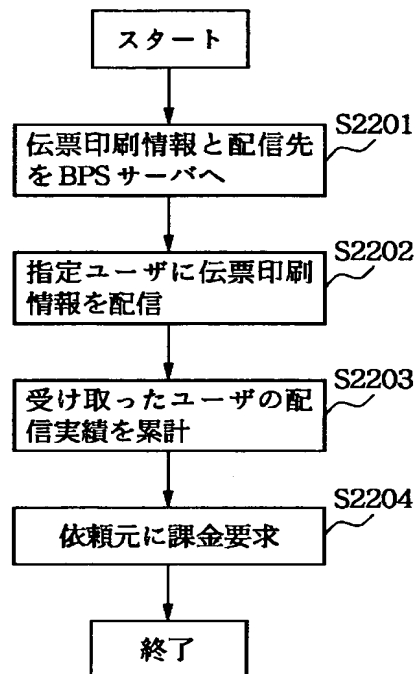 スタート
S2201
伝票印刷情報と配信先
をBPSサーバへ
S2202
指定ユーザに伝票印刷
情報を配信
S2203
受け取ったユーザの配
信実績を累計
S2204
依頼元に課金要求
終了